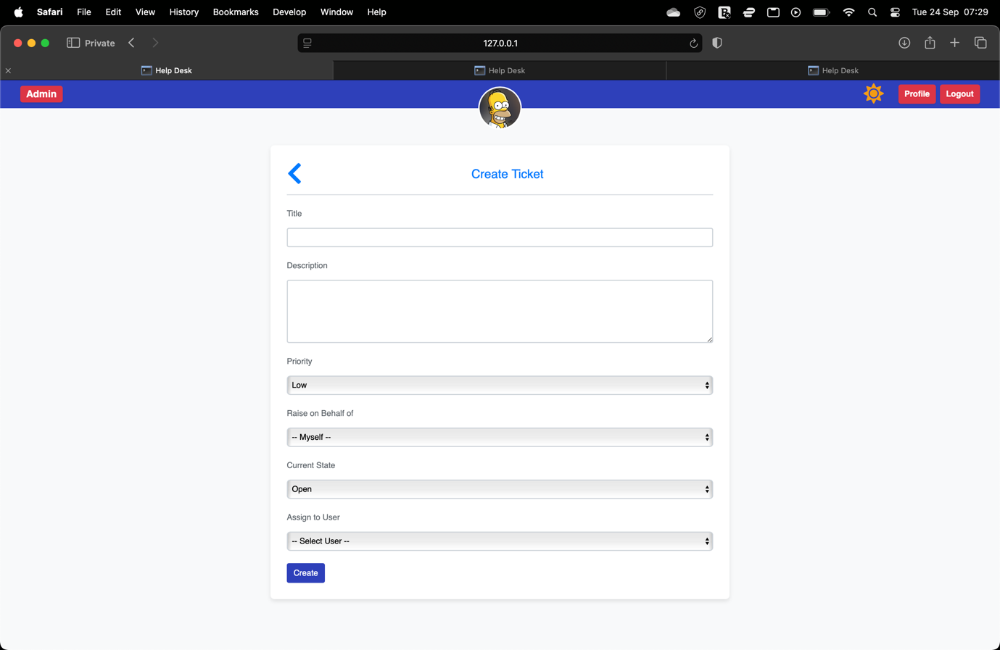 Safari File Edit View History Bookmarks Develop Window Help Tue 24 Sep 07:29
Private 127.0.0.1
Help Desk Help Desk Help Desk
Admin Profile Logout
Create Ticket
Title
Description
Priority
Low
Raise on Behalf of
-- Myself --
Current State
Open
Assign to User
-- Select User --
Create